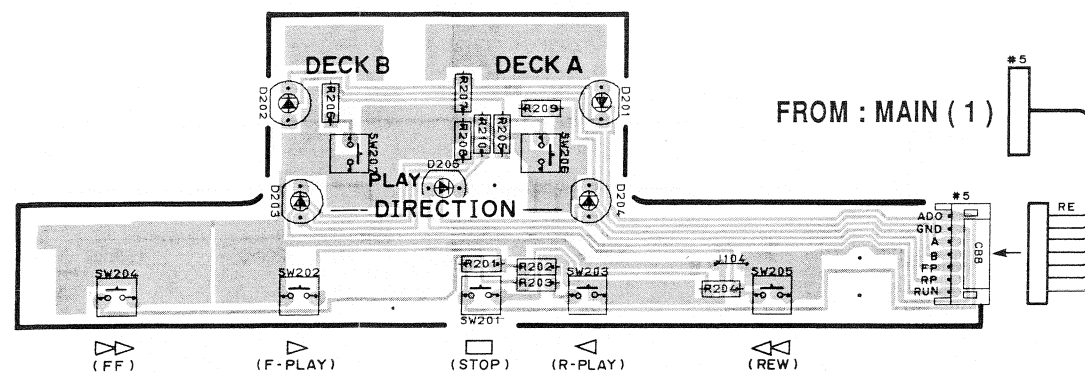 #5
DECK B
DECK A
D202
R206
R207
R209
D201
FROM : MAIN ( 1 )
SW207
R208
R210
R205
SW206
D205
PLAY
D203
D204
DIRECTION
#5
RE
ADO
GND
A
B
FP
RP
RUN
CBB
SW204
SW202
R201
R202
R203
SW203
J104
R204
SW205
SW201
(FF)
(F-PLAY)
(STOP)
(R-PLAY)
(REW)